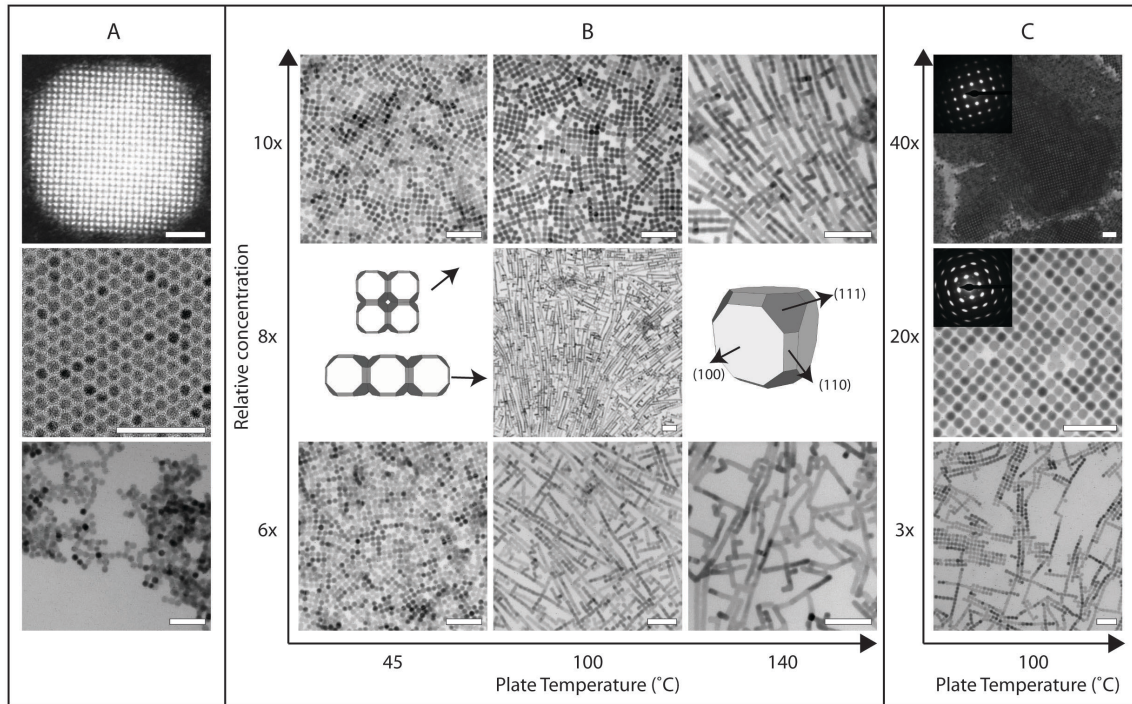 A
B
C
Relative concentration
10x
8x
6x
(111)
(100)
(110)
45
100
140
Plate Temperature (˚C)
40x
20x
3x
100
Plate Temperature (˚C)